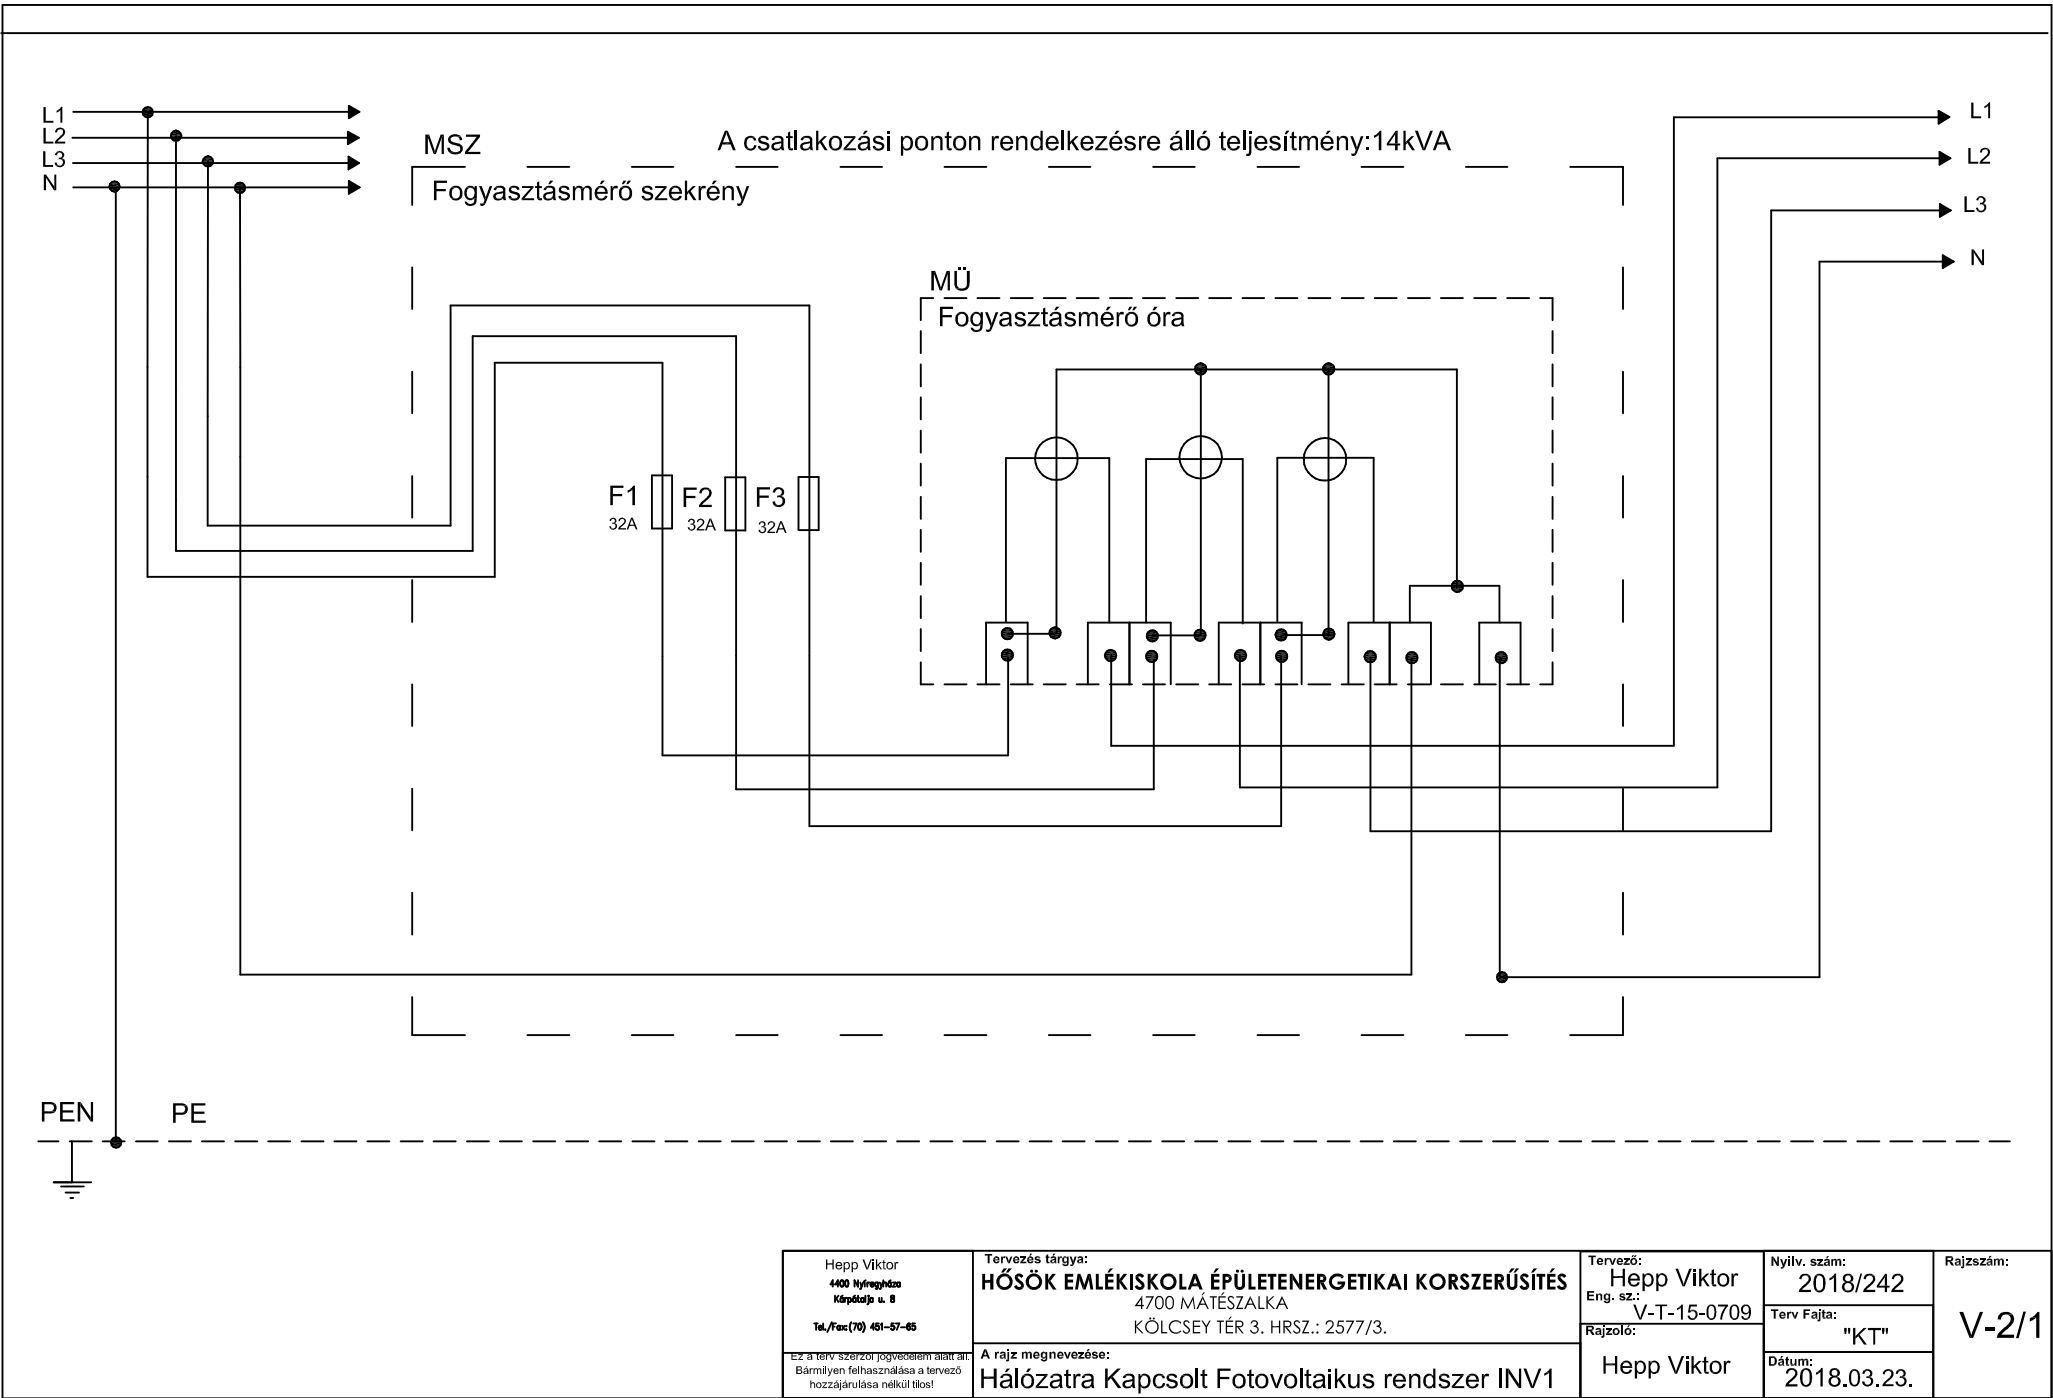 L1
L2
L3
N
MSZ
A csatlakozási ponton rendelkezésre álló teljesítmény:14kVA
Fogyasztásmérő szekrény
L1
L2
L3
N
MÜ
Fogyasztásmérő óra
F1
32A
F2
32A
F3
32A
PEN
PE
Hepp Viktor
4400 Nyíregyháza
Kárpátalja u. 8
Tel./Fax:(70) 451-57-65
Ez a terv szerzői jogvédelem alatt áll.
Bármilyen felhasználása a tervező
hozzájárulása nélkül tilos!
Tervezés tárgya:
HŐSÖK EMLÉKISKOLA ÉPÜLETENERGETIKAI KORSZERŰSÍTÉS
4700 MÁTÉSZALKA
KÖLCSEY TÉR 3. HRSZ.: 2577/3.
A rajz megnevezése:
Hálózatra Kapcsolt Fotovoltaikus rendszer INV1
Tervező:
Hepp Viktor
Eng. sz.:
V-T-15-0709
Rajzoló:
Hepp Viktor
Nyilv. szám:
2018/242
Terv Fajta:
"KT"
Dátum:
2018.03.23.
Rajzszám:
V-2/1